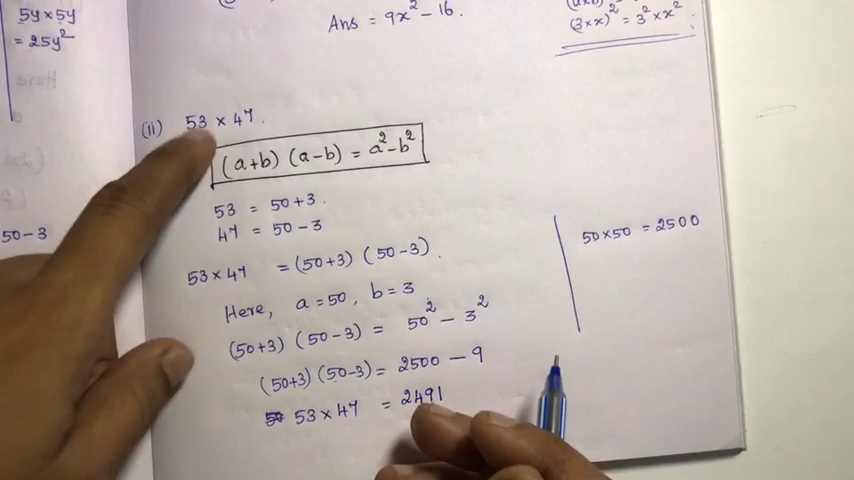 5y×5y
= 25y²
50-3
Ans = 9x² - 16.
(3×x)² = 3² × x²
(ii) 53 × 47.
(a+b) (a-b) = a² - b²
53 = 50+3.
47 = 50-3
53 × 47 = (50+3) (50-3).
Here, a = 50, b = 3
(50+3) (50-3) = 50² - 3²
(50+3) (50-3) = 2500 - 9
53 × 47 = 2491
50×50 = 2500